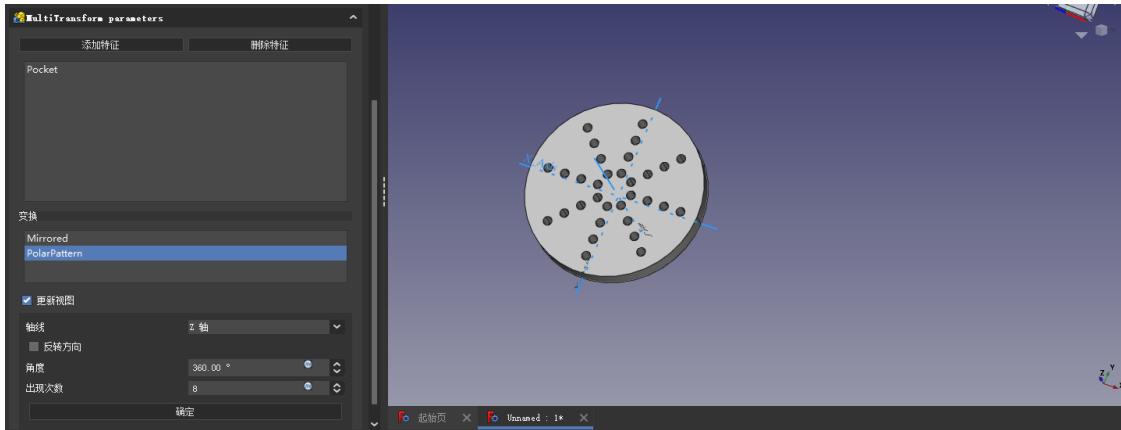 MultiTransform parameters
添加特征
删除特征
Pocket
变换
Mirrored
PolarPattern
更新视图
轴线
Z 轴
反转方向
角度
360.00 °
出现次数
8
确定
起始页
Unnamed : 1*
Z
Y